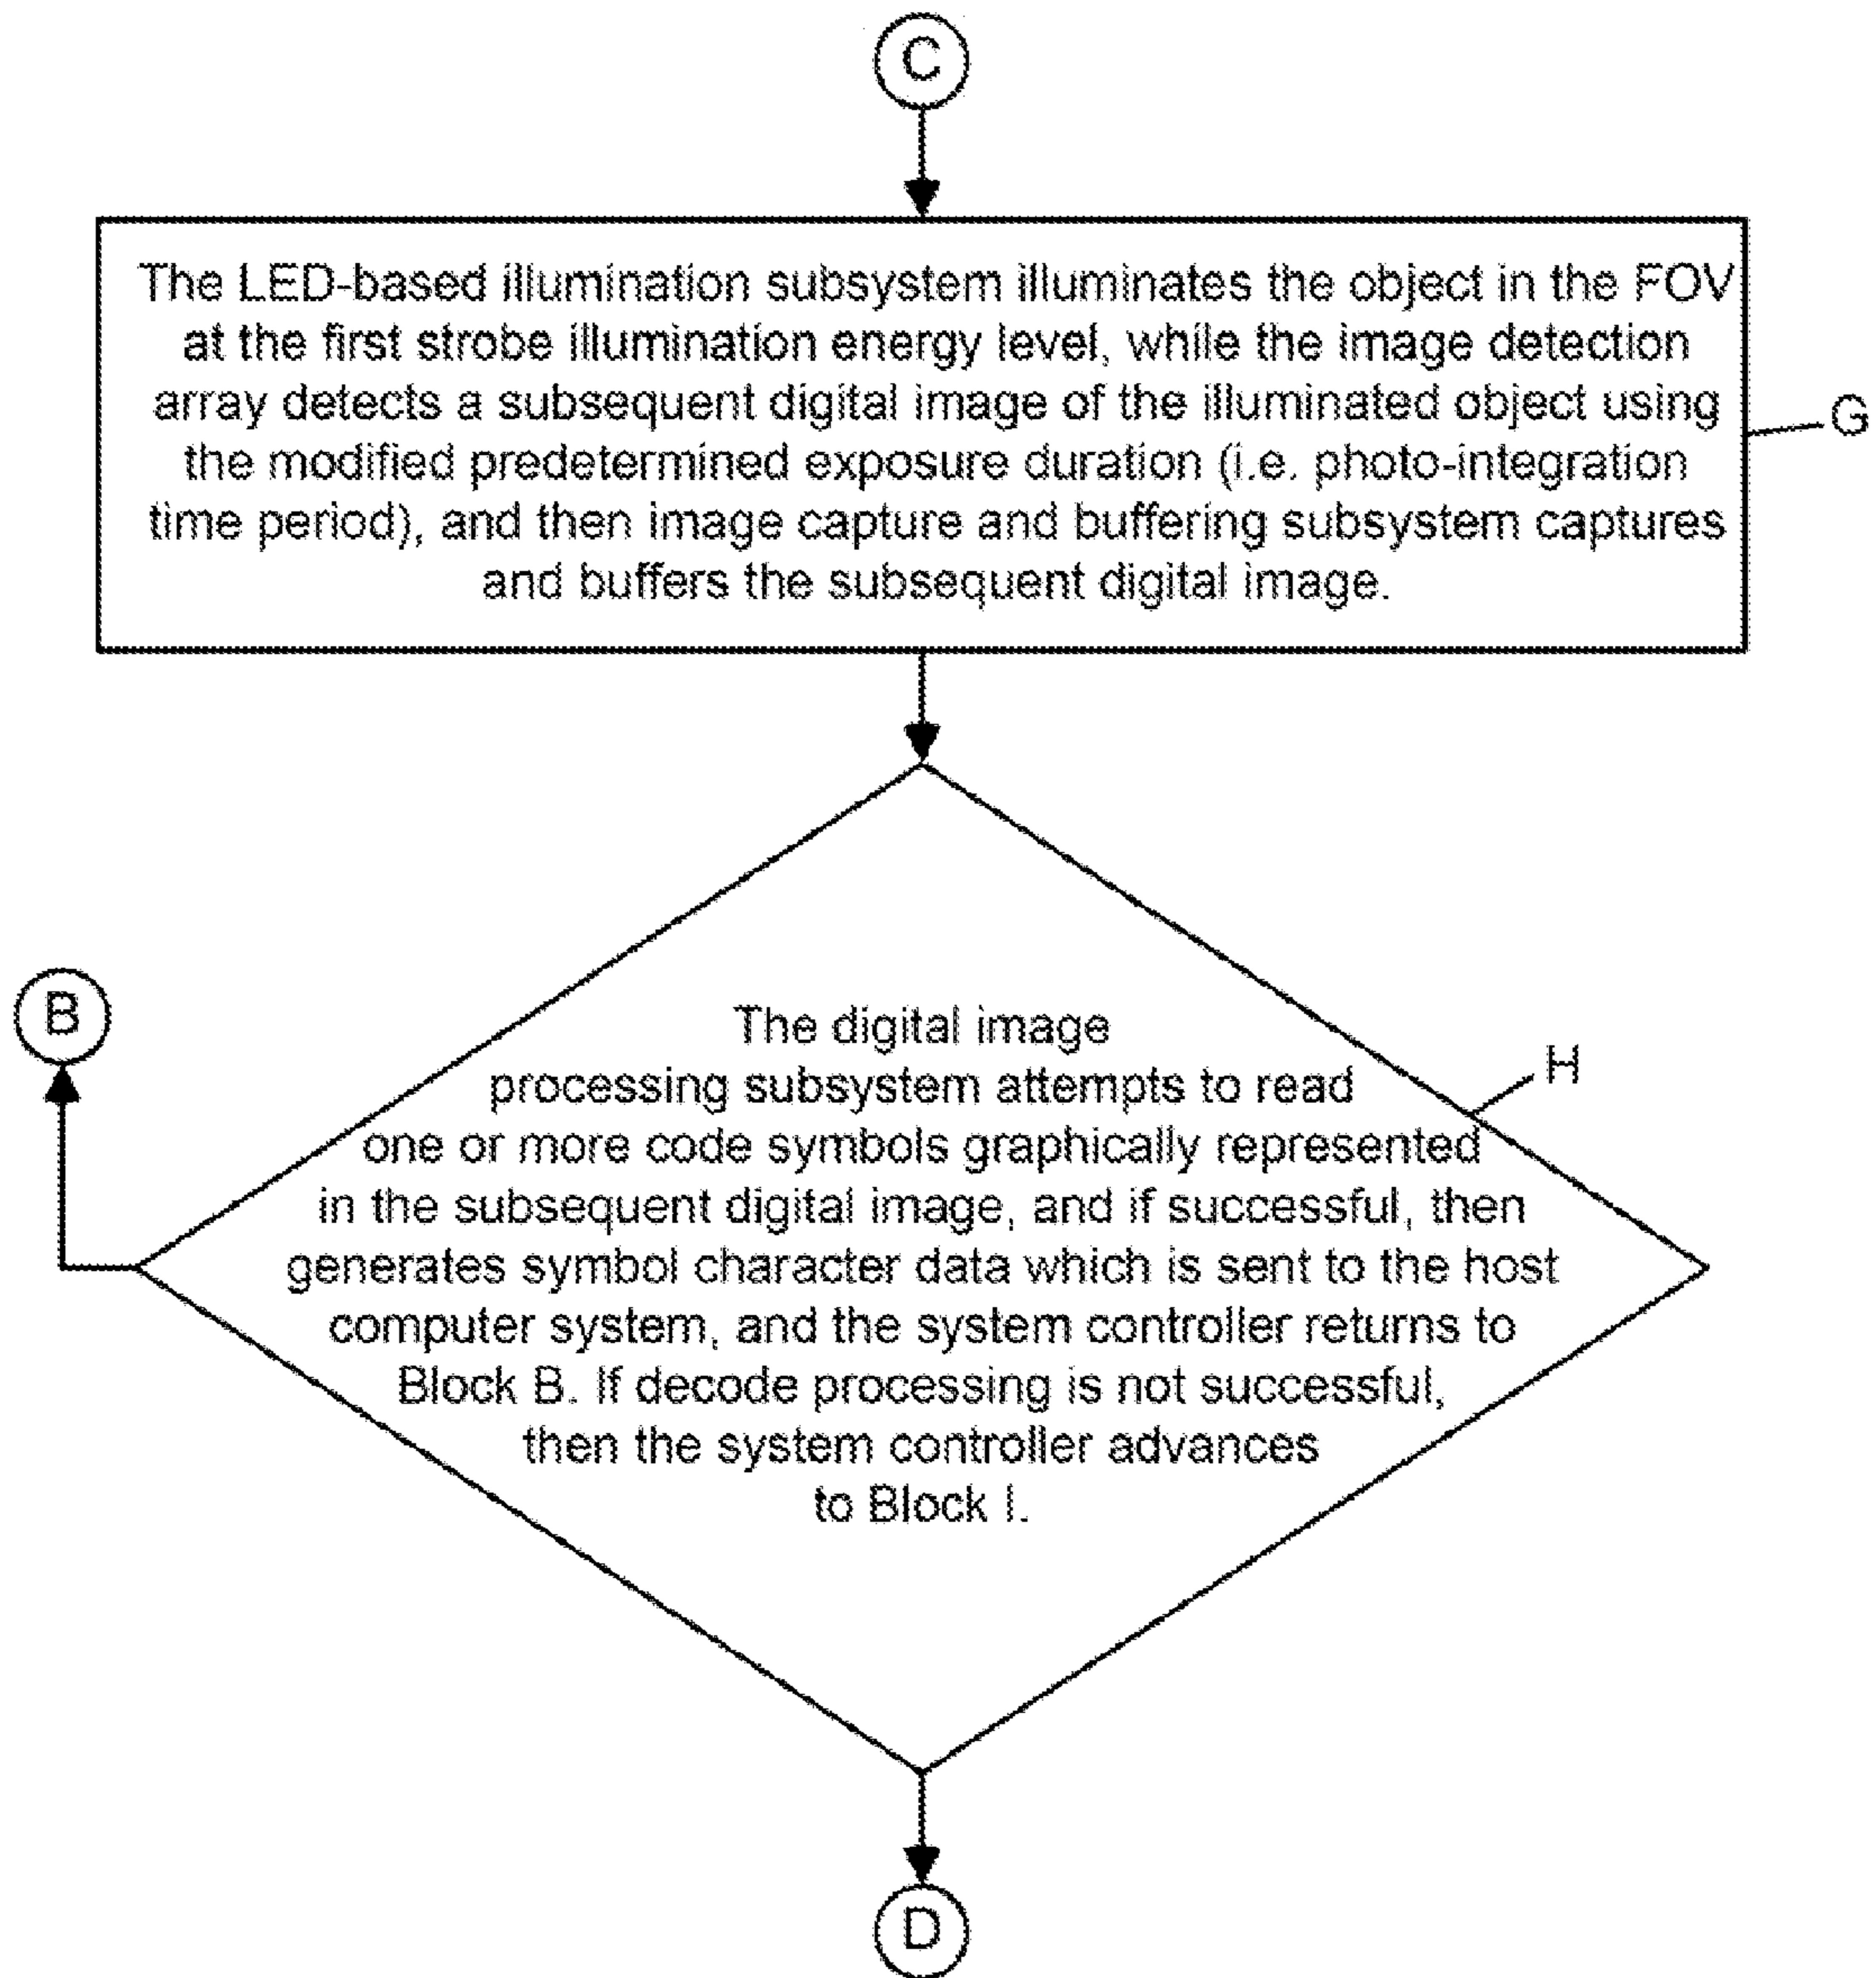 C
The LED-based illumination subsystem illuminates the object in the FOV
at the first strobe illumination energy level, while the image detection
array detects a subsequent digital image of the illuminated object using
the modified predetermined exposure duration (i.e. photo-integration
time period), and then image capture and buffering subsystem captures
and buffers the subsequent digital image.
G
B
The digital image
processing subsystem attempts to read
one or more code symbols graphically represented
in the subsequent digital image, and if successful, then
generates symbol character data which is sent to the host
computer system, and the system controller returns to
Block B. If decode processing is not successful,
then the system controller advances
to Block I.
H
D